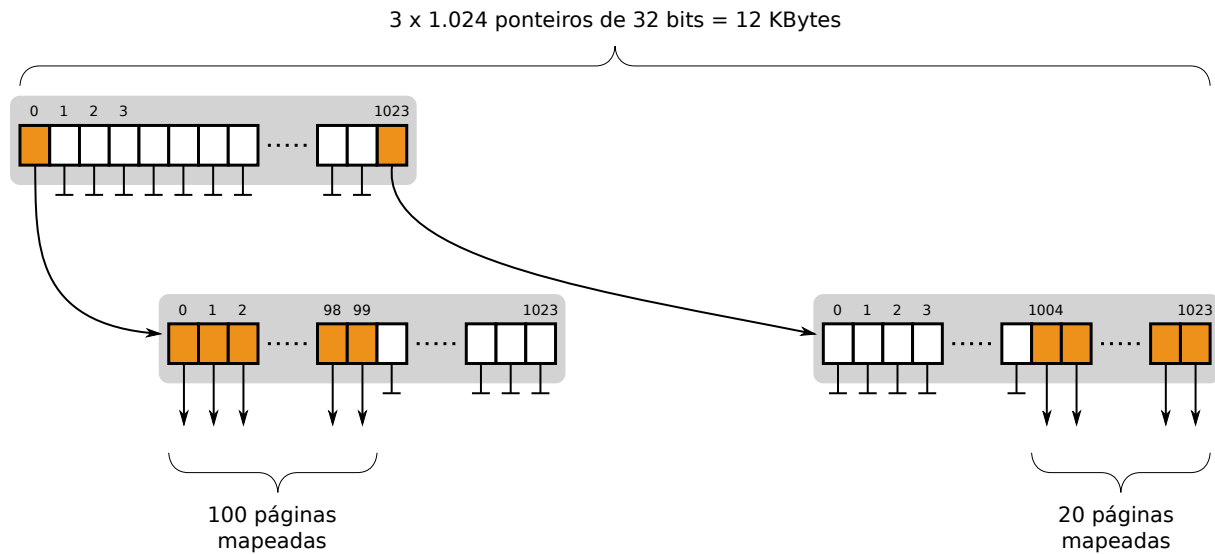 3 x 1.024 ponteiros de 32 bits = 12 KBytes
0 1 2 3 1023
0 1 2 98 99 1023
0 1 2 3 1004 1023
100 páginas
mapeadas
20 páginas
mapeadas